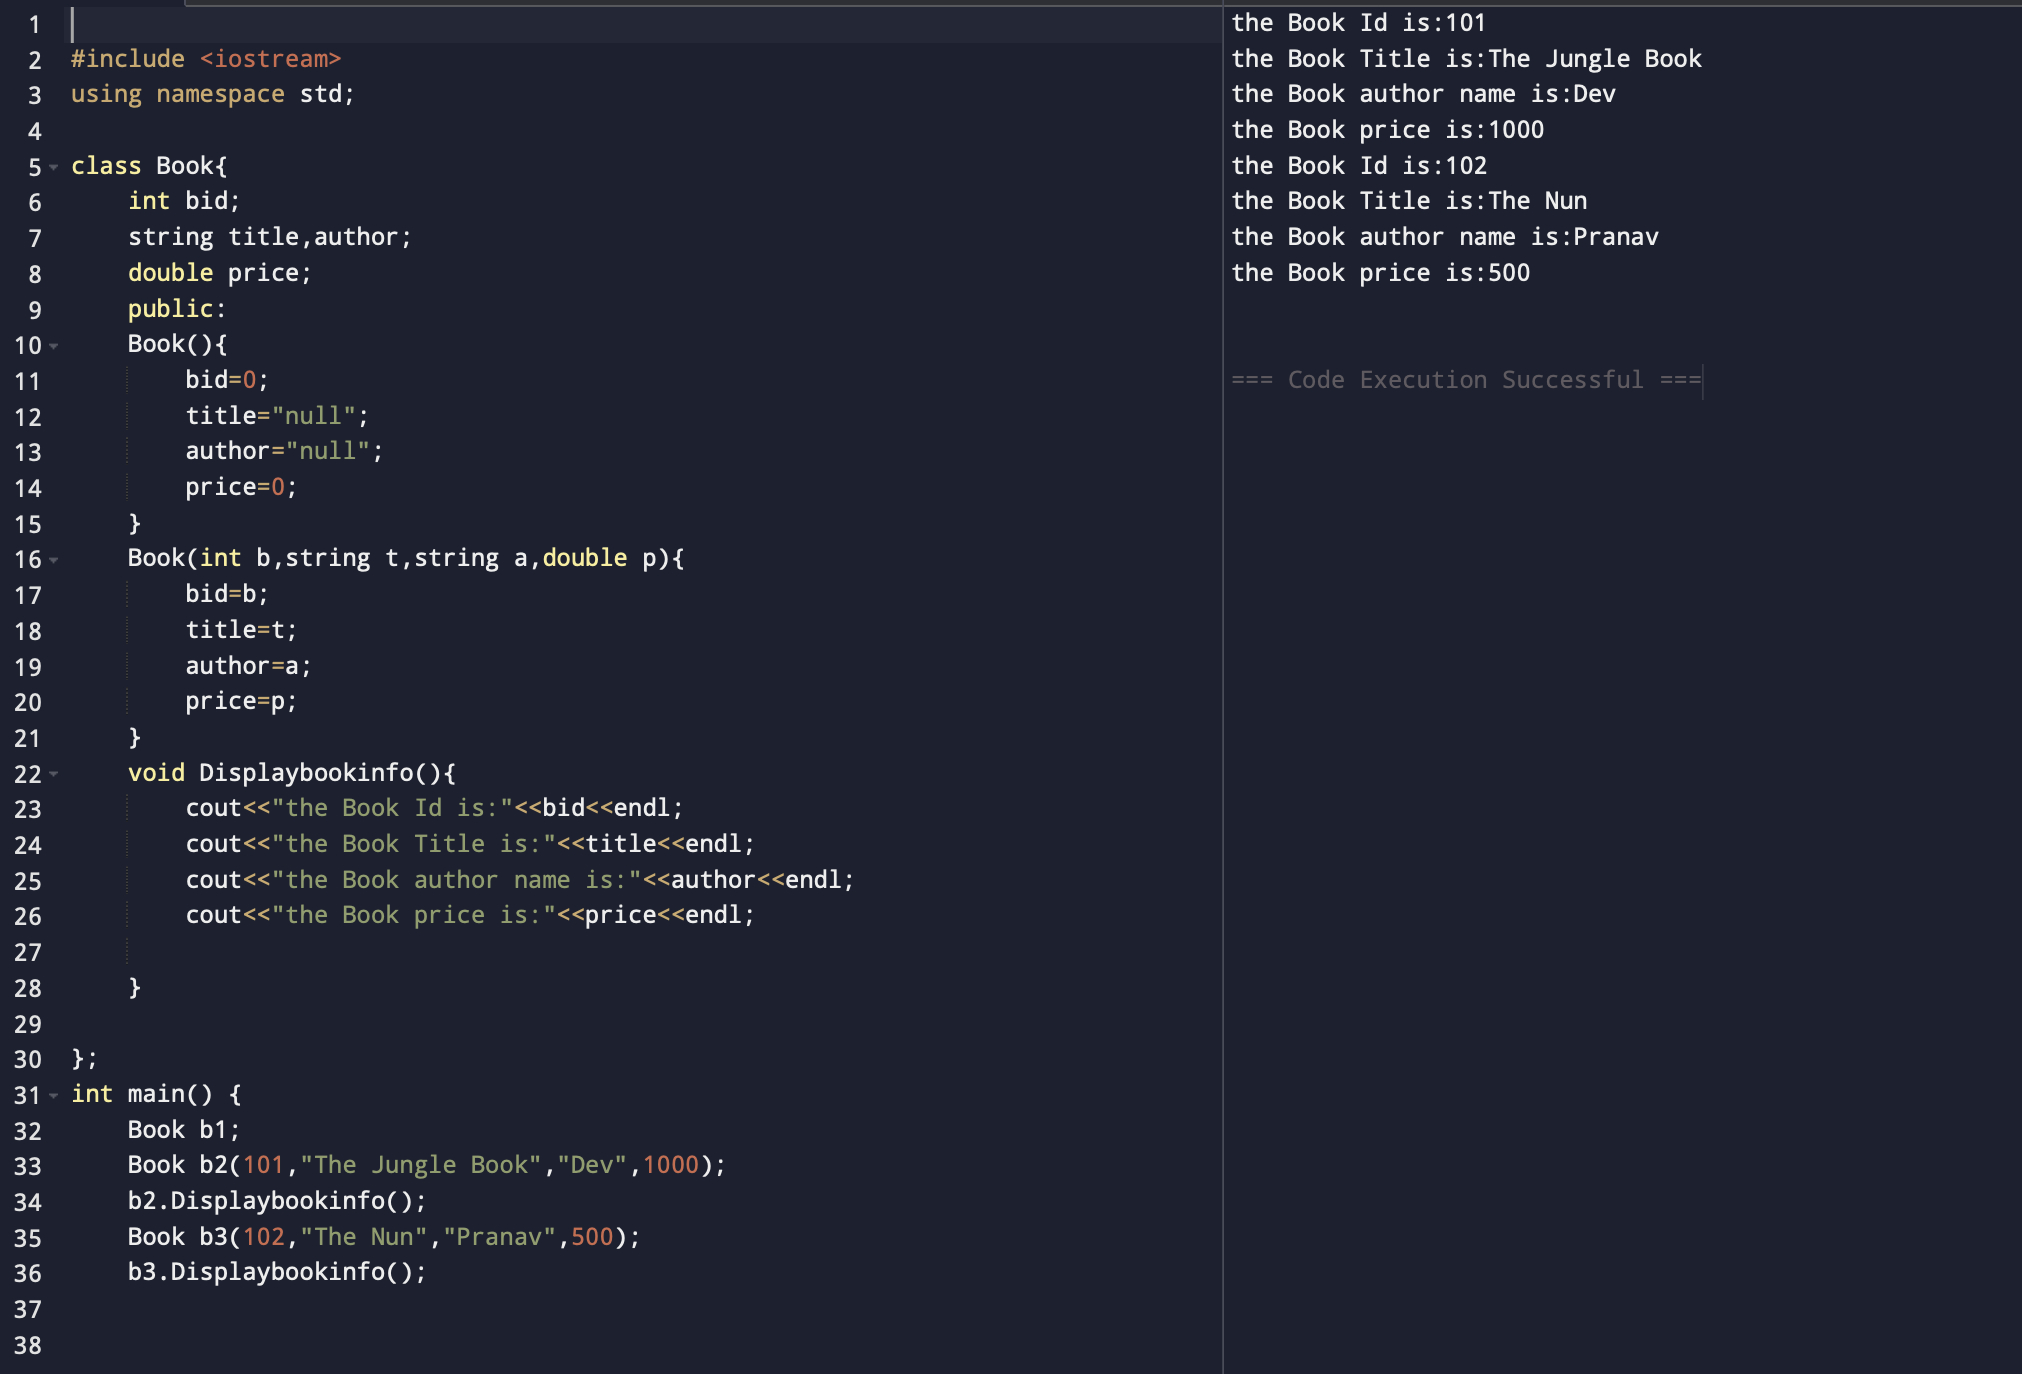 1
2 #include <iostream>
3 using namespace std;
4
5 class Book{
6     int bid;
7     string title,author;
8     double price;
9     public:
10     Book(){
11         bid=0;
12         title="null";
13         author="null";
14         price=0;
15     }
16     Book(int b,string t,string a,double p){
17         bid=b;
18         title=t;
19         author=a;
20         price=p;
21     }
22     void Displaybookinfo(){
23         cout<<"the Book Id is:"<<bid<<endl;
24         cout<<"the Book Title is:"<<title<<endl;
25         cout<<"the Book author name is:"<<author<<endl;
26         cout<<"the Book price is:"<<price<<endl;
27
28     }
29
30 };
31 int main() {
32     Book b1;
33     Book b2(101,"The Jungle Book","Dev",1000);
34     b2.Displaybookinfo();
35     Book b3(102,"The Nun","Pranav",500);
36     b3.Displaybookinfo();
37
38
the Book Id is:101
the Book Title is:The Jungle Book
the Book author name is:Dev
the Book price is:1000
the Book Id is:102
the Book Title is:The Nun
the Book author name is:Pranav
the Book price is:500
=== Code Execution Successful ===